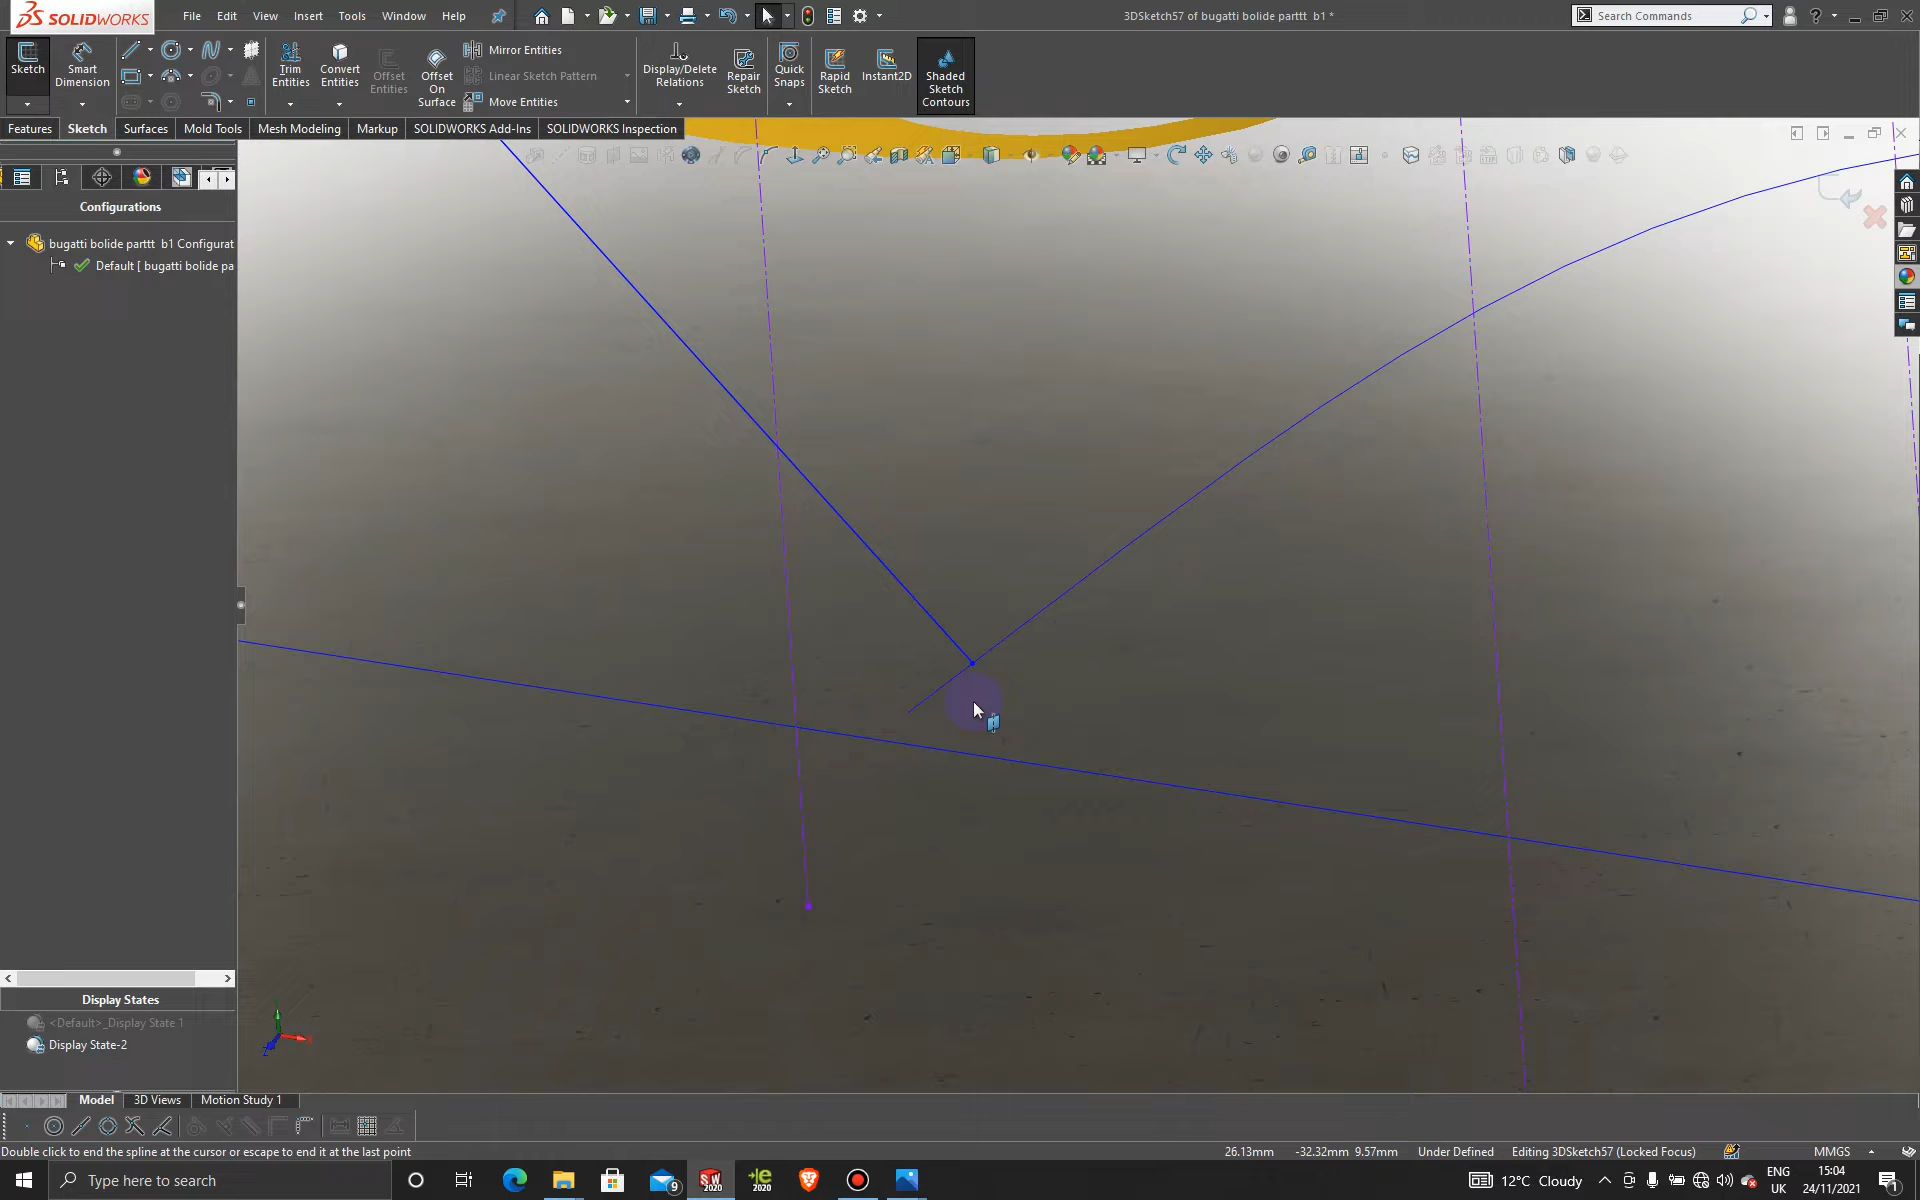 SOLIDWORKS
File Edit View Insert Tools Window Help
3DSketch57 of bugatti bolide parttt b1 *
Search Commands
Sketch
Smart Dimension
Trim Entities
Convert Entities
Offset Entities
Offset On Surface
Mirror Entities
Linear Sketch Pattern
Move Entities
Display/Delete Relations
Repair Sketch
Quick Snaps
Rapid Sketch
Instant2D
Shaded Sketch Contours
Features Sketch Surfaces Mold Tools Mesh Modeling Markup SOLIDWORKS Add-Ins SOLIDWORKS Inspection
Configurations
bugatti bolide parttt b1 Configurat
Default [ bugatti bolide pa
Display States
<Default>_Display State 1
Display State-2
Model 3D Views Motion Study 1
Double click to end the spline at the cursor or escape to end it at the last point
26.13mm -32.32mm 9.57mm Under Defined Editing 3DSketch57 (Locked Focus) MMGS
Type here to search
9
SW 2020
2020
12°C Cloudy
ENG
UK
15:04
24/11/2021
1